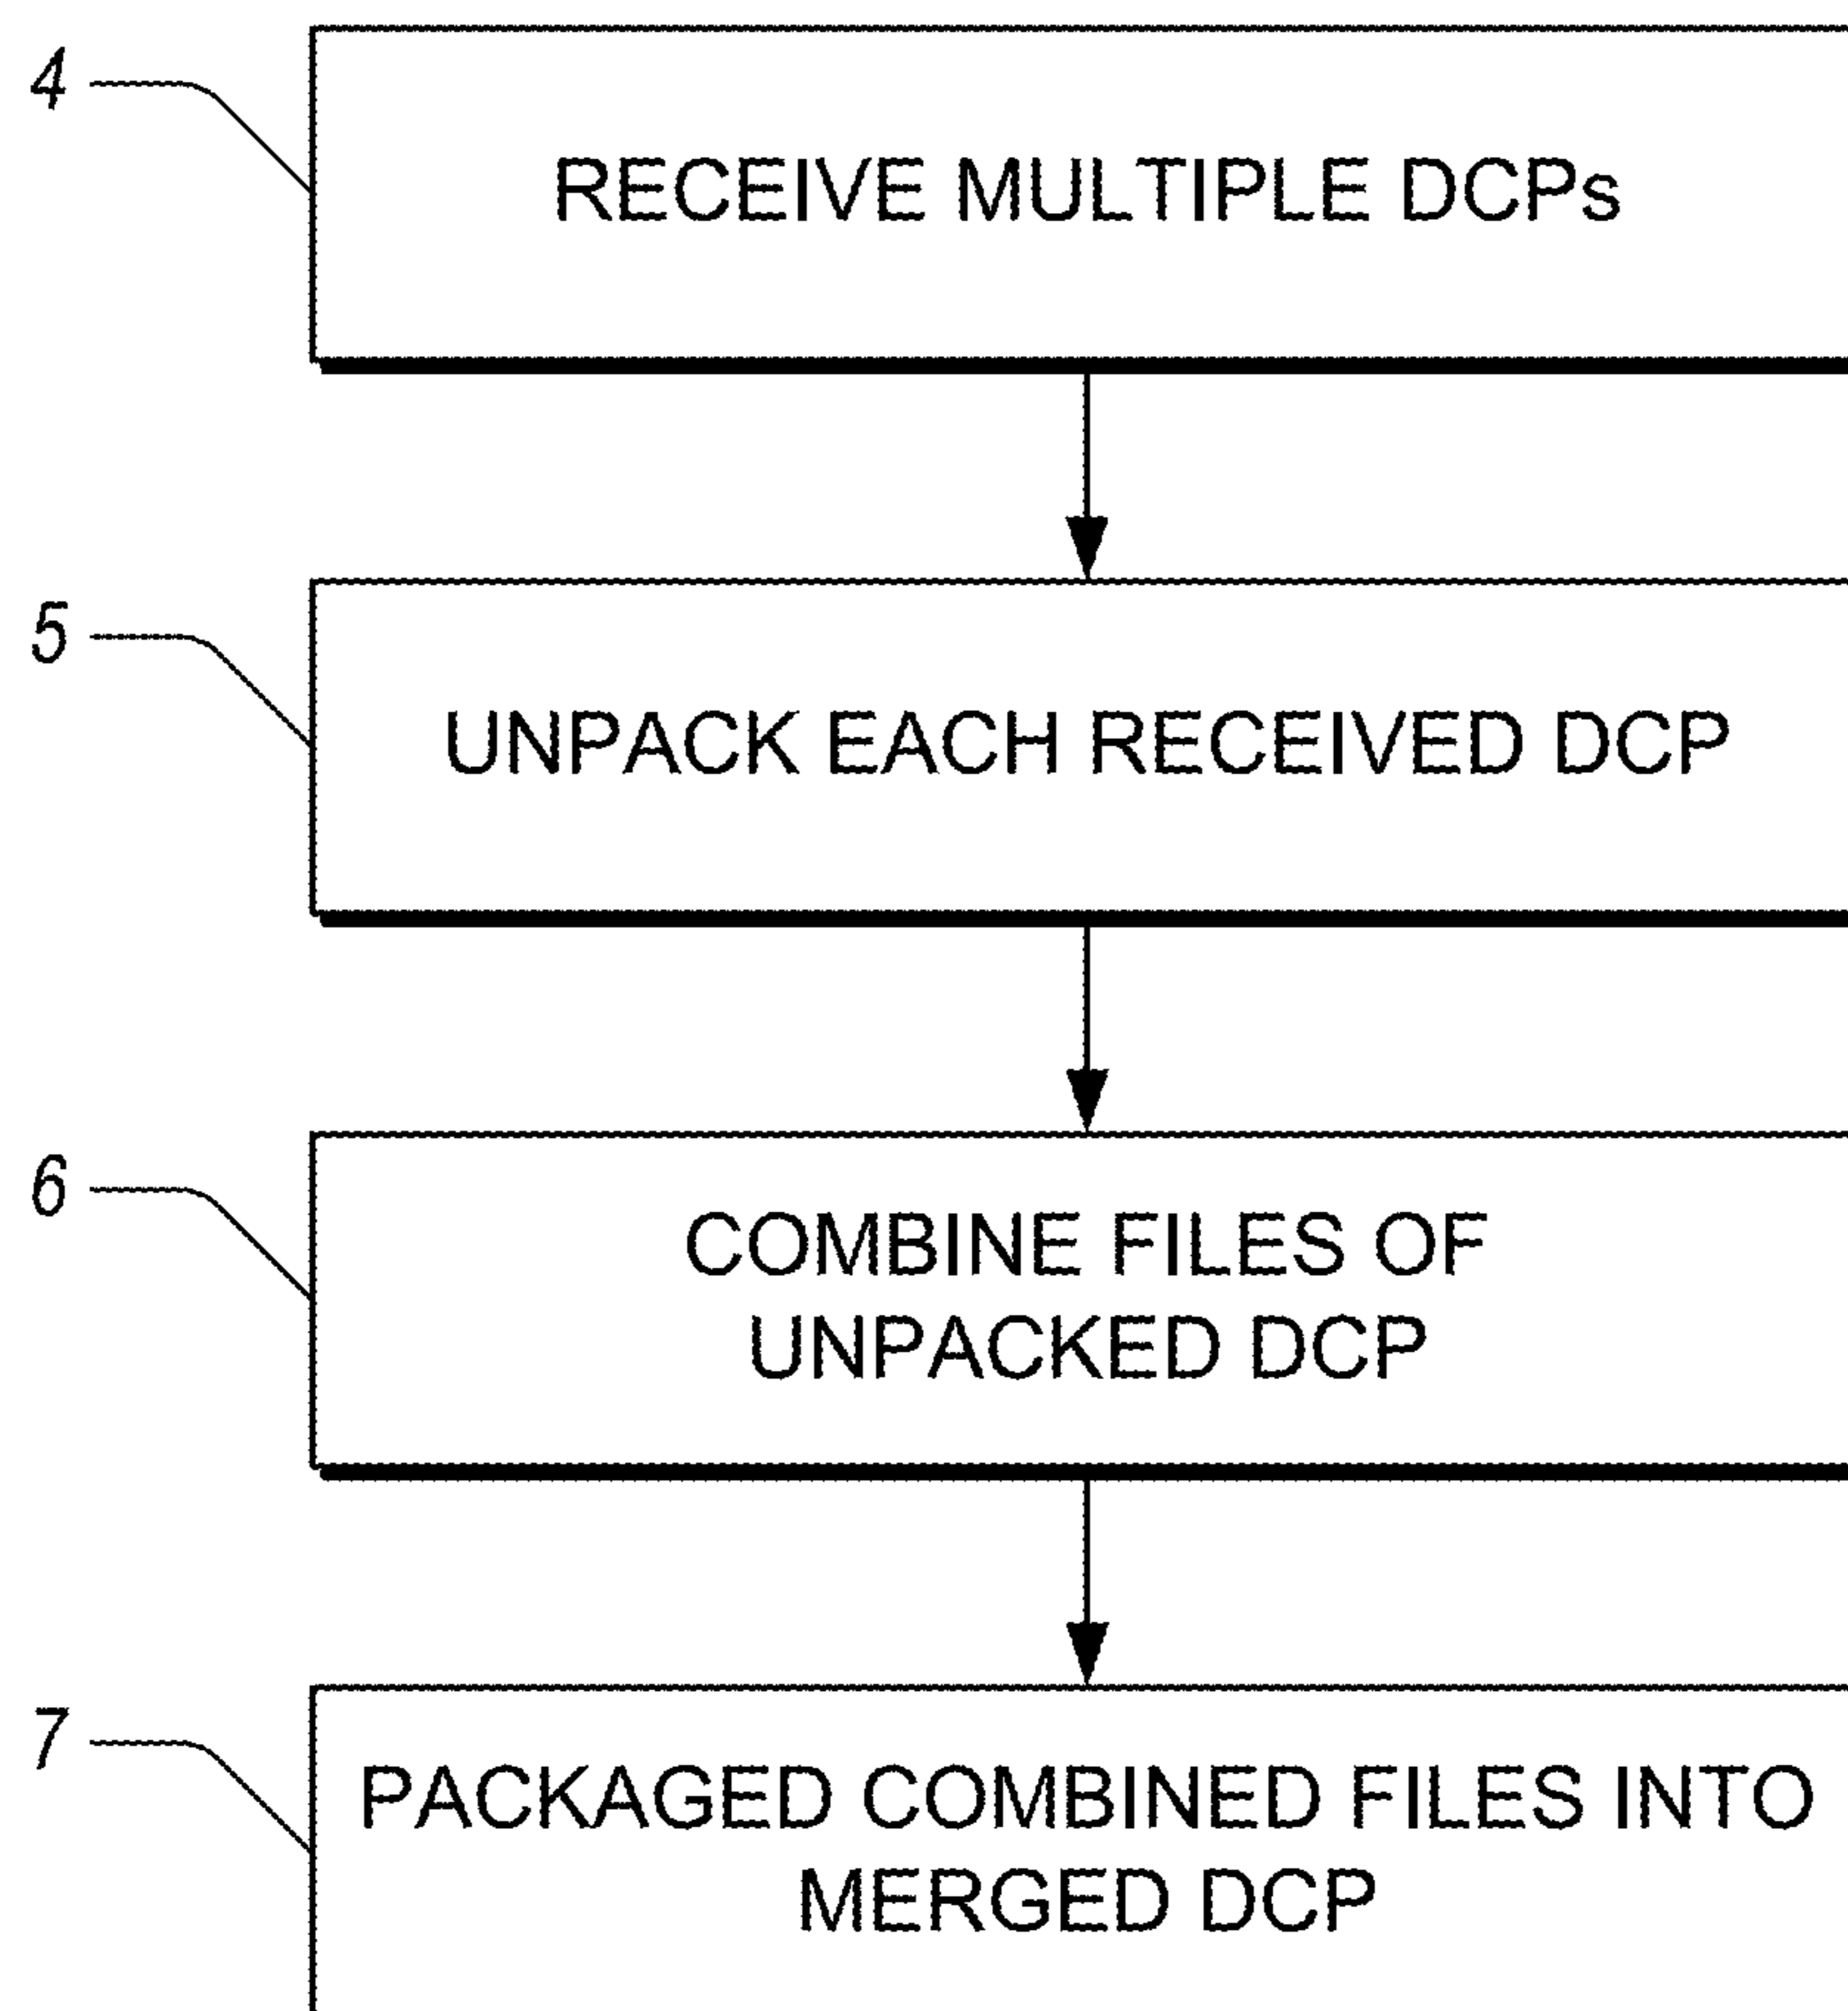 4
RECEIVE MULTIPLE DCPs
5
UNPACK EACH RECEIVED DCP
6
COMBINE FILES OF
UNPACKED DCP
7
PACKAGED COMBINED FILES INTO
MERGED DCP